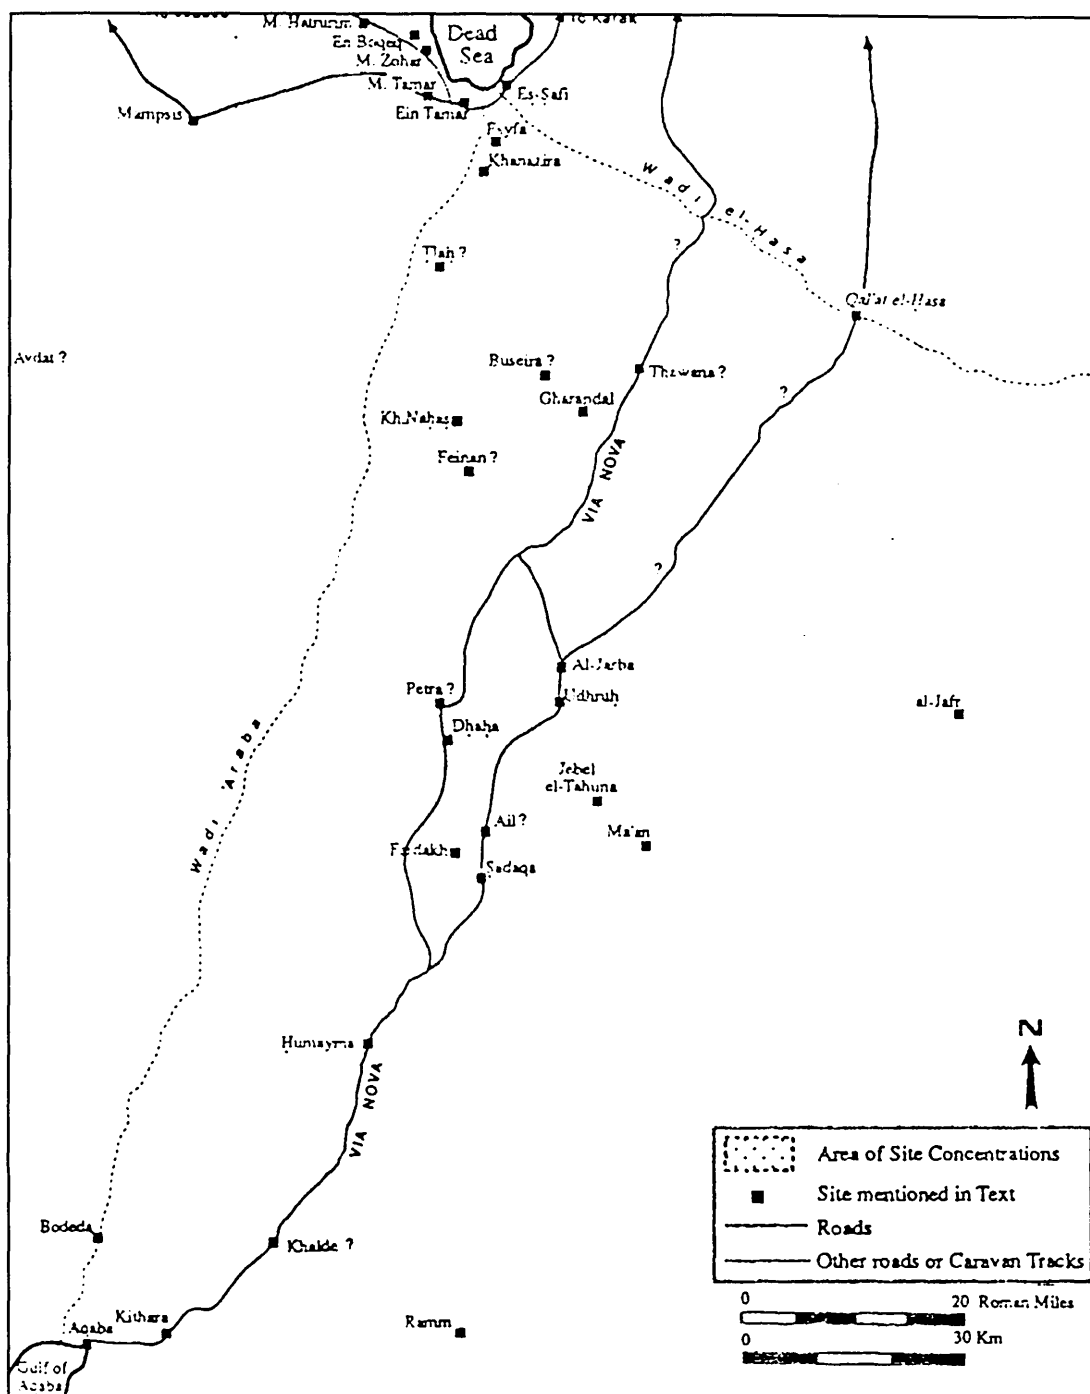 M. Hatrurim
To Karak
En Boqeq
Dead
Sea
M. Zohar
M. Tamar
Es-Safi
Mampsis
Ein Tamar
Feyfa
Khanazira
Wadi el-Hasa
?
Tlah ?
Qal'at el-Hasa
Avdat ?
Buseira ?
Thawana ?
Gharandal
?
Kh.Nahas
Feinan ?
VIA NOVA
?
Al-Jarba
Petra ?
Udhruh
al-Jafr
Dhaha
Wadi 'Araba
Jebel
el-Tahuna
Ail ?
Ma'an
Fardakh
Sadaqa
N
Humayma
VIA NOVA
Area of Site Concentrations
Site mentioned in Text
Roads
Other roads or Caravan Tracks
Bodeda
Khalde ?
0 20 Roman Miles
0 30 Km
Kithara
Ramm
Aqaba
Gulf of
Aqaba